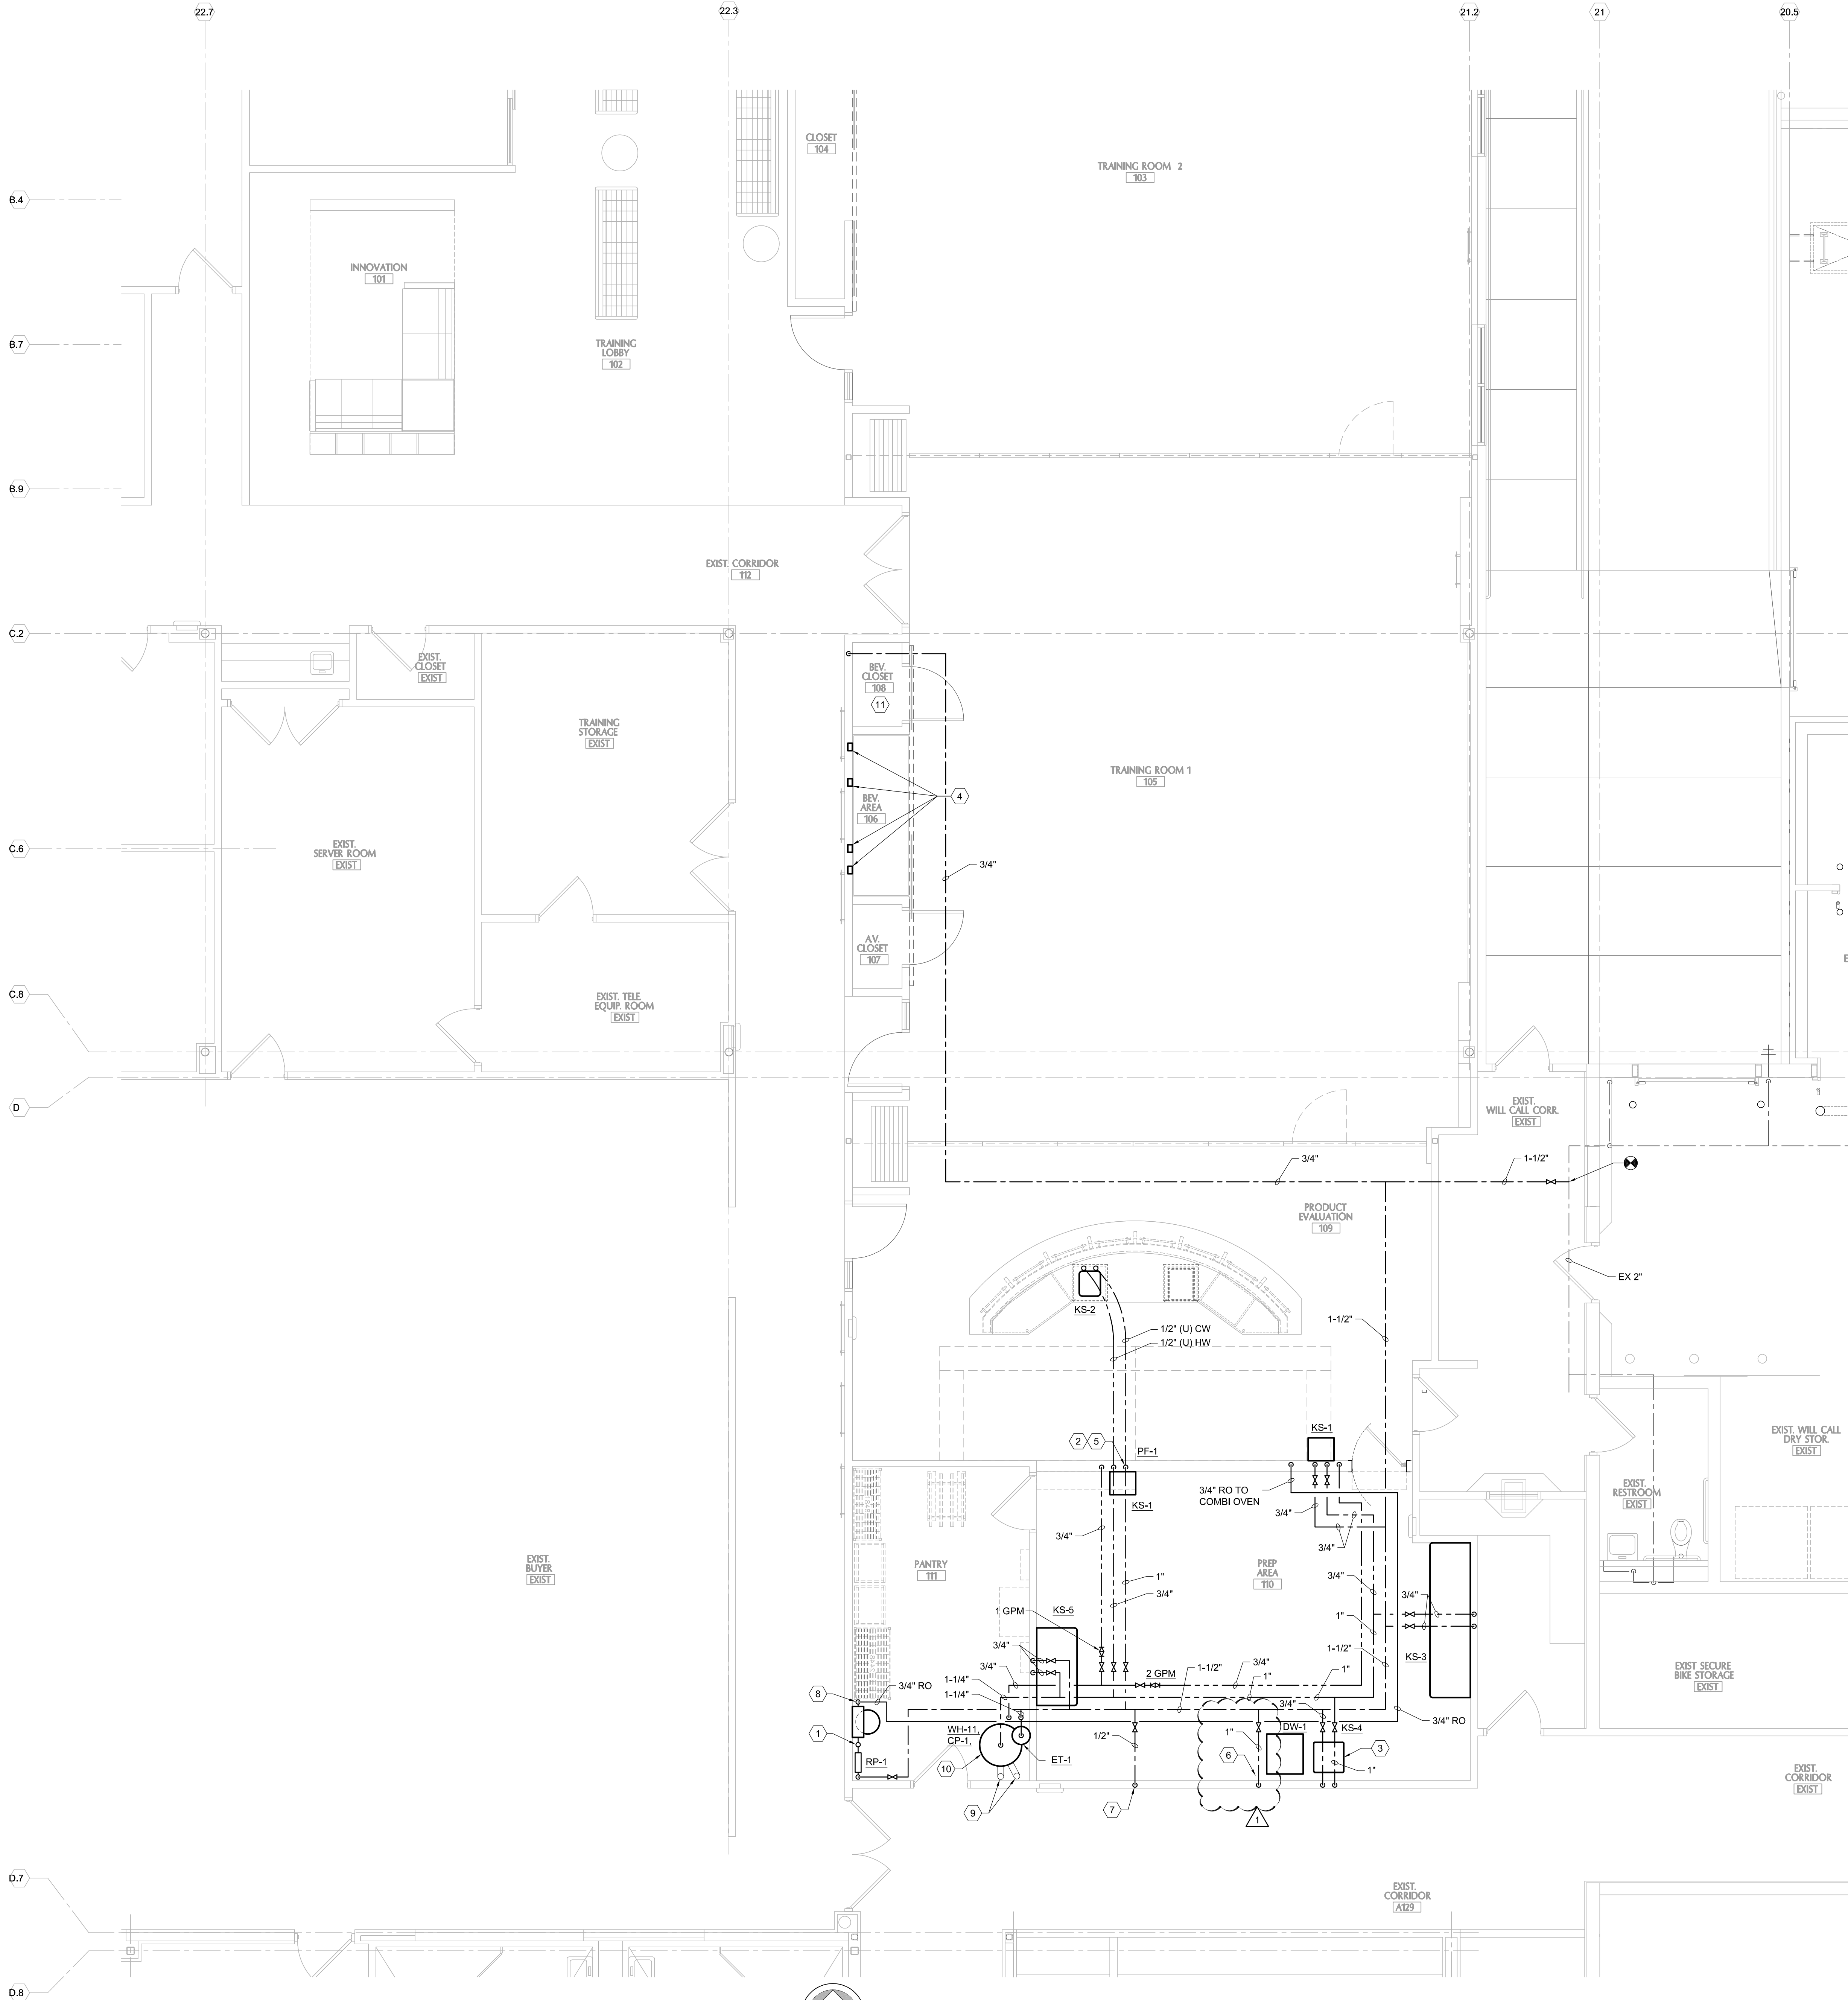 22.7
22.3
21.2
21
20.5
B.4
B.7
B.9
C.2
C.6
C.8
D
D.7
D.8
CLOSET
104
TRAINING ROOM 2
103
INNOVATION
101
TRAINING
LOBBY
102
EXIST. CORRIDOR
112
EXIST.
CLOSET
EXIST
BEV.
CLOSET
108
11
TRAINING
STORAGE
EXIST
TRAINING ROOM 1
105
4
BEV.
AREA
106
EXIST.
SERVER ROOM
EXIST
3/4"
A.V.
CLOSET
107
EXIST. TELE.
EQUIP. ROOM
EXIST
EXIST.
WILL CALL CORR.
EXIST
3/4"
1-1/2"
PRODUCT
EVALUATION
109
EX 2"
KS-2
1/2" (U) CW
1/2" (U) HW
1-1/2"
KS-1
2
5
PF-1
EXIST. WILL CALL
DRY STOR.
EXIST
3/4" RO TO
COMBI OVEN
KS-1
3/4"
EXIST.
RESTROOM
EXIST
3/4"
3/4"
EXIST.
BUYER
EXIST
PANTRY
111
PREP
AREA
110
1"
3/4"
3/4"
3/4"
1 GPM
KS-5
1"
3/4"
1-1/2"
KS-3
3/4"
1-1/4"
1-1/4"
2 GPM
1-1/2"
3/4"
1"
1"
EXIST SECURE
BIKE STORAGE
EXIST
8
3/4" RO
3/4"
3/4" RO
1
RP-1
WH-11,
CP-1,
ET-1
10
9
1/2"
7
1"
6
DW-1
KS-4
3
1"
1
EXIST.
CORRIDOR
EXIST
EXIST.
CORRIDOR
A129